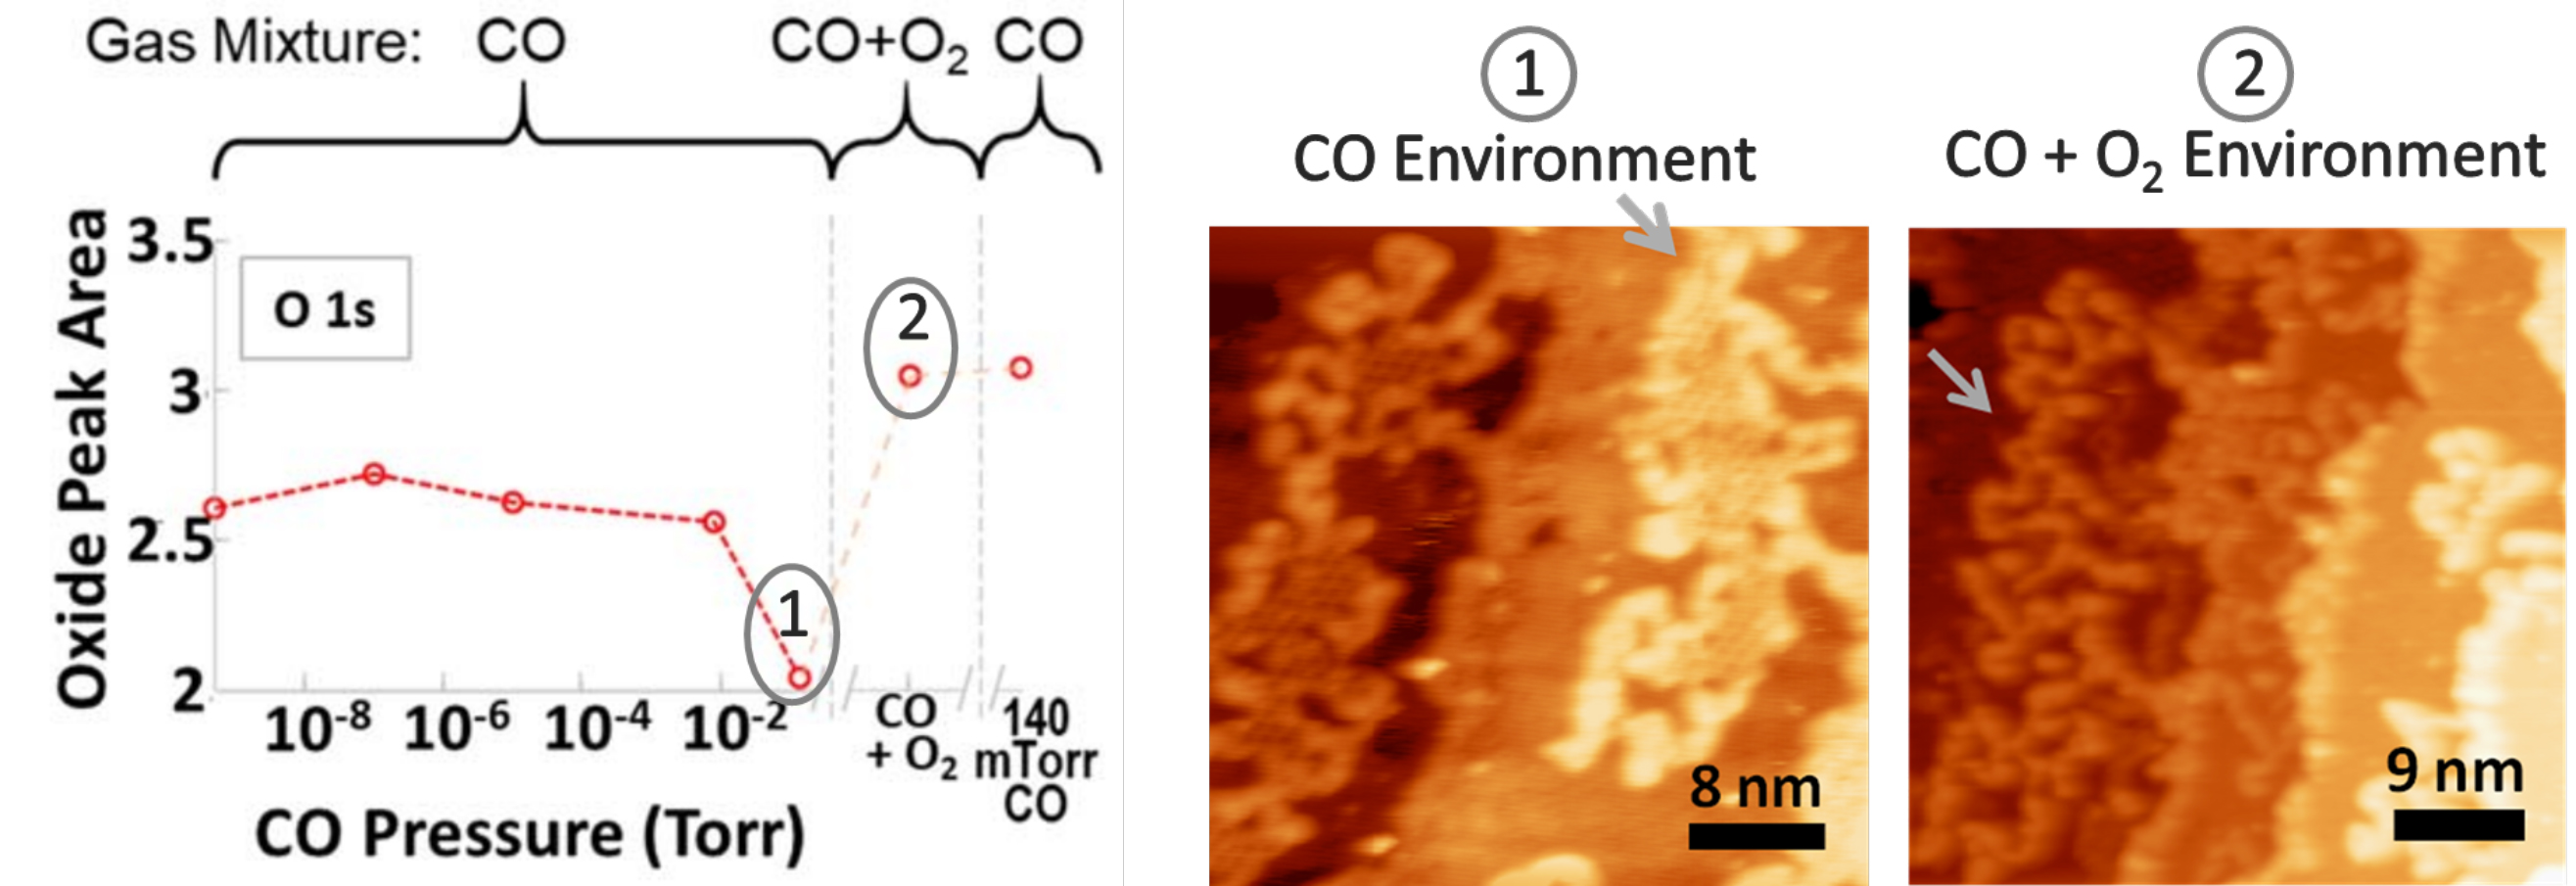 Gas Mixture: CO CO+O₂ CO
Oxide Peak Area
3.5
3
2.5
2
O 1s
2
1
10⁻⁸ 10⁻⁶ 10⁻⁴ 10⁻²
CO
+ O₂
140
mTorr
CO
CO Pressure (Torr)
1
CO Environment
8 nm
2
CO + O₂ Environment
9 nm